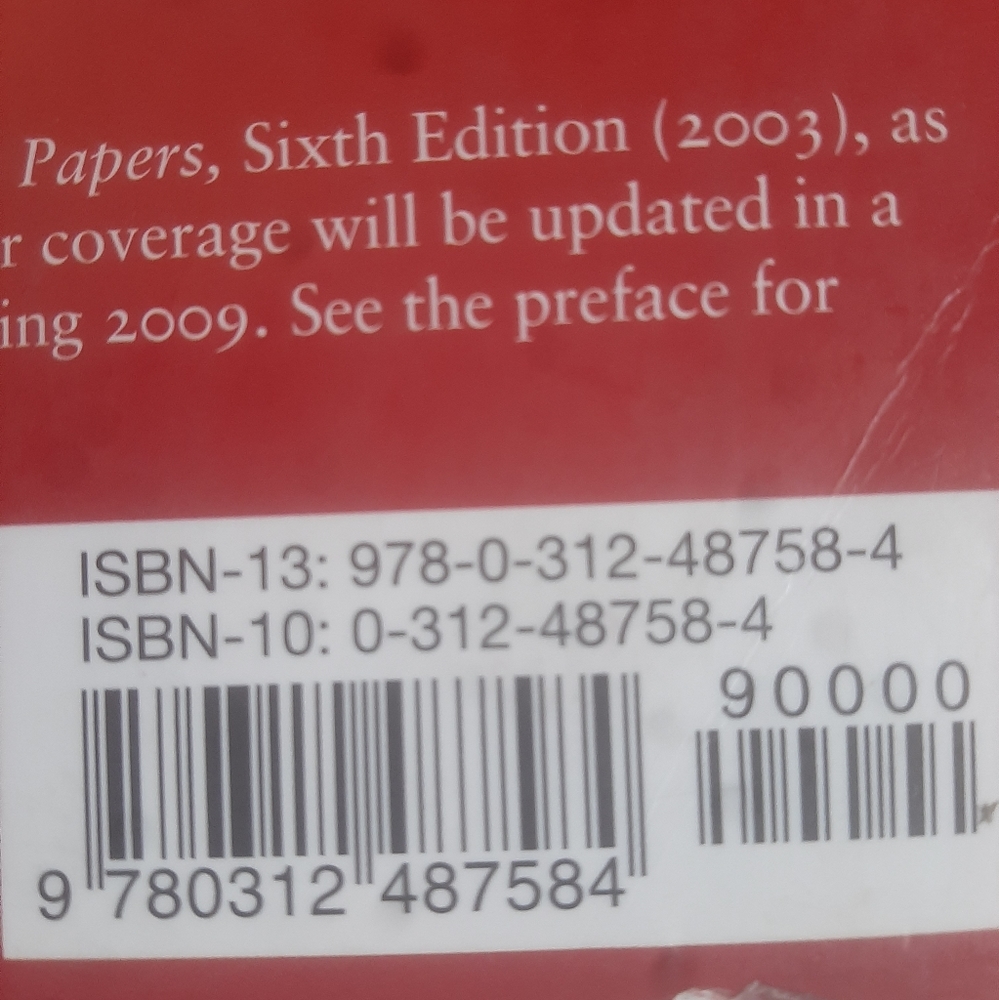 Papers, Sixth Edition (2003), as
r coverage will be updated in a
ing 2009. See the preface for
ISBN-13: 978-0-312-48758-4
ISBN-10: 0-312-48758-4
90000
9 780312 487584